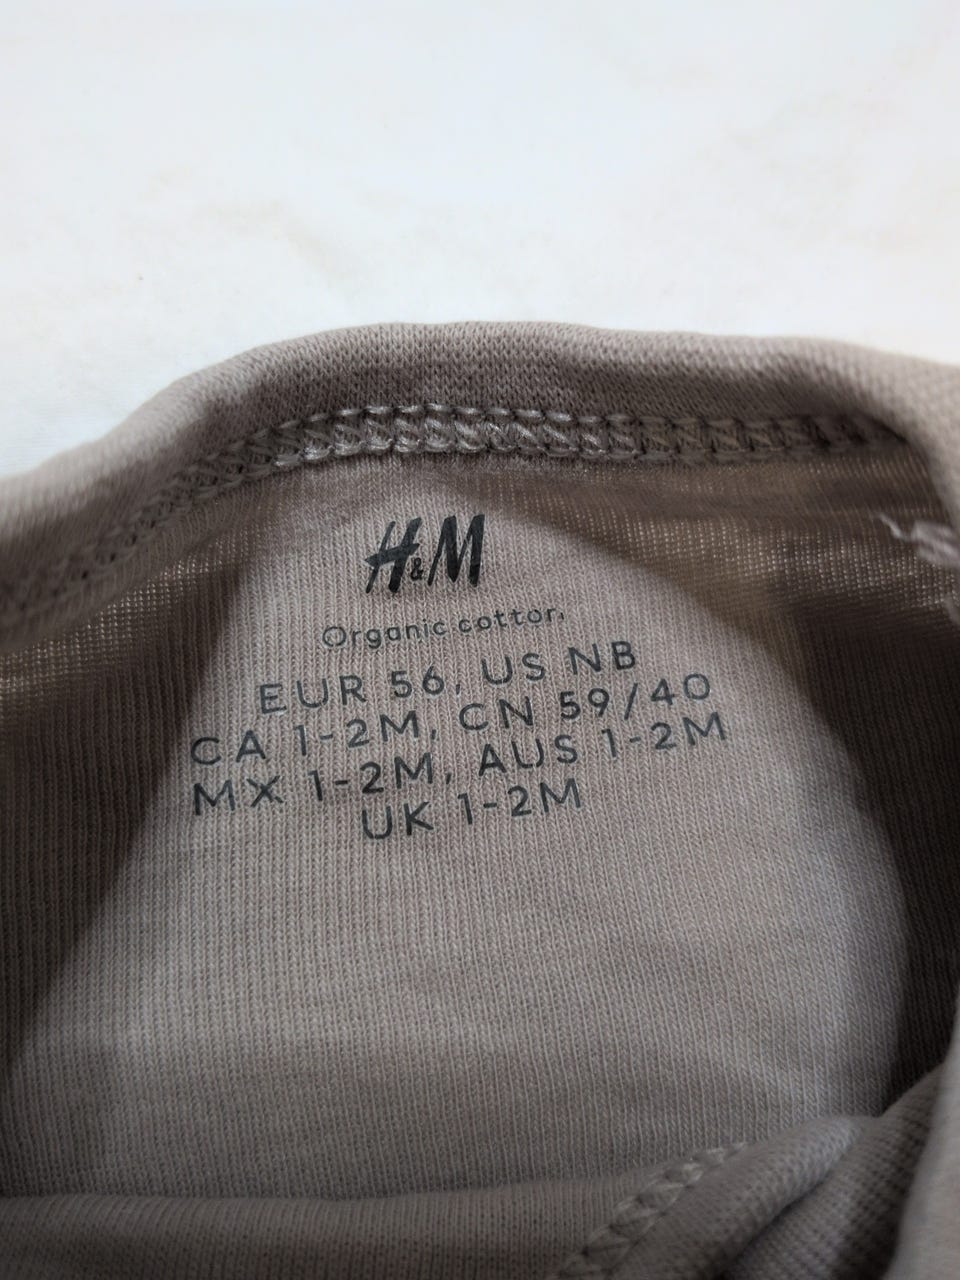 H&M
Organic cotton
EUR 56, US NB
CA 1-2M, CN 59/40
MX 1-2M, AUS 1-2M
UK 1-2M